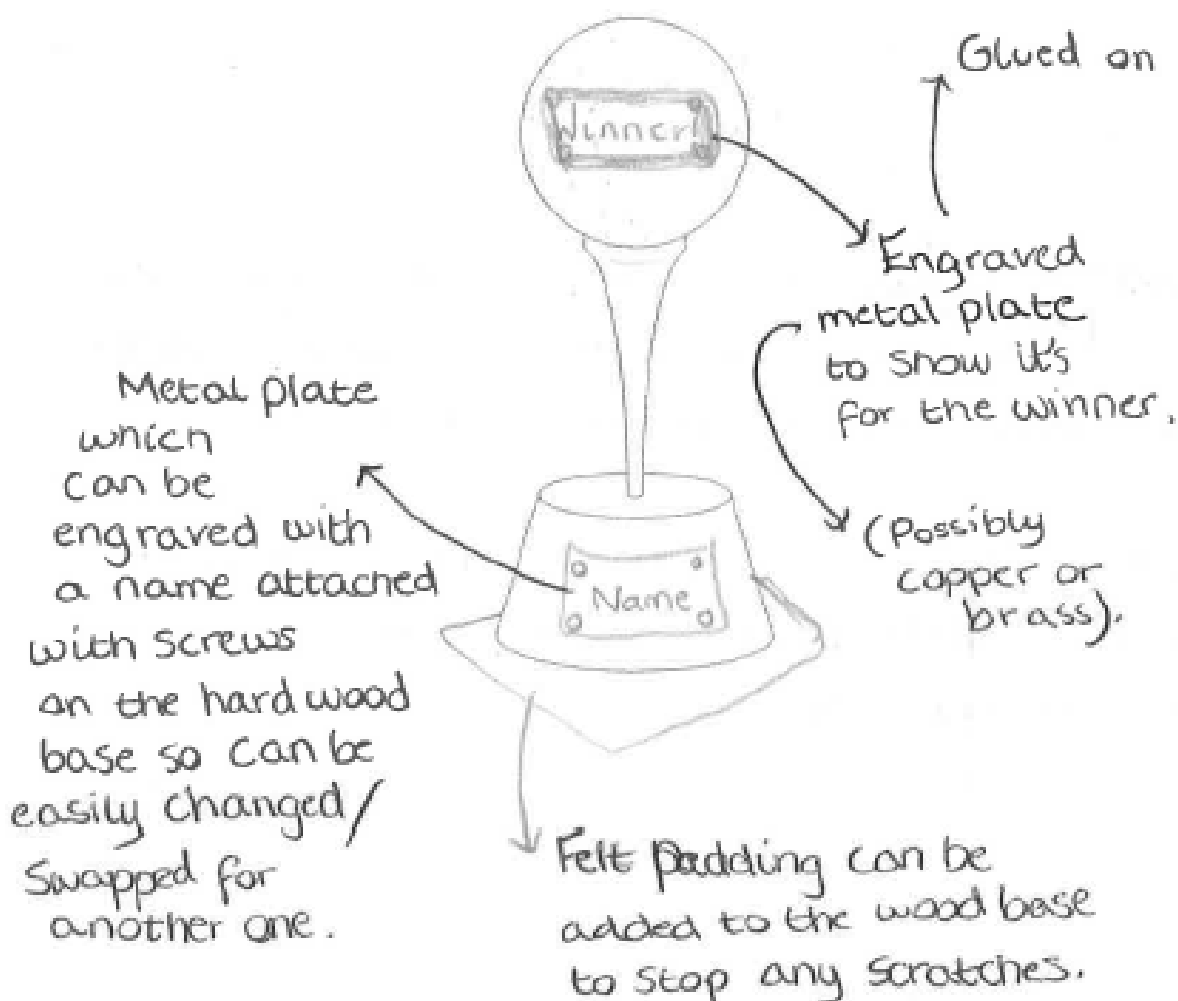 Winner!
Glued on
Engraved
metal plate
to show it's
for the winner.
(Possibly
copper or
brass).
Metal plate
which
can be
engraved with
a name attached
with screws
on the hardwood
base so can be
easily changed/
swapped for
another one.
Name
Felt padding can be
added to the wood base
to stop any scratches.